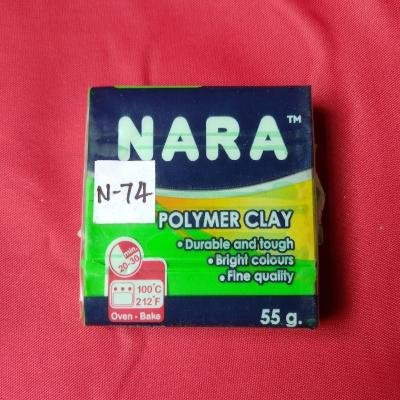 NARA™
N-74
POLYMER CLAY
• Durable and tough
• Bright colours
• Fine quality
min.
20-30
100°C
212°F
Oven - Bake
55 g.